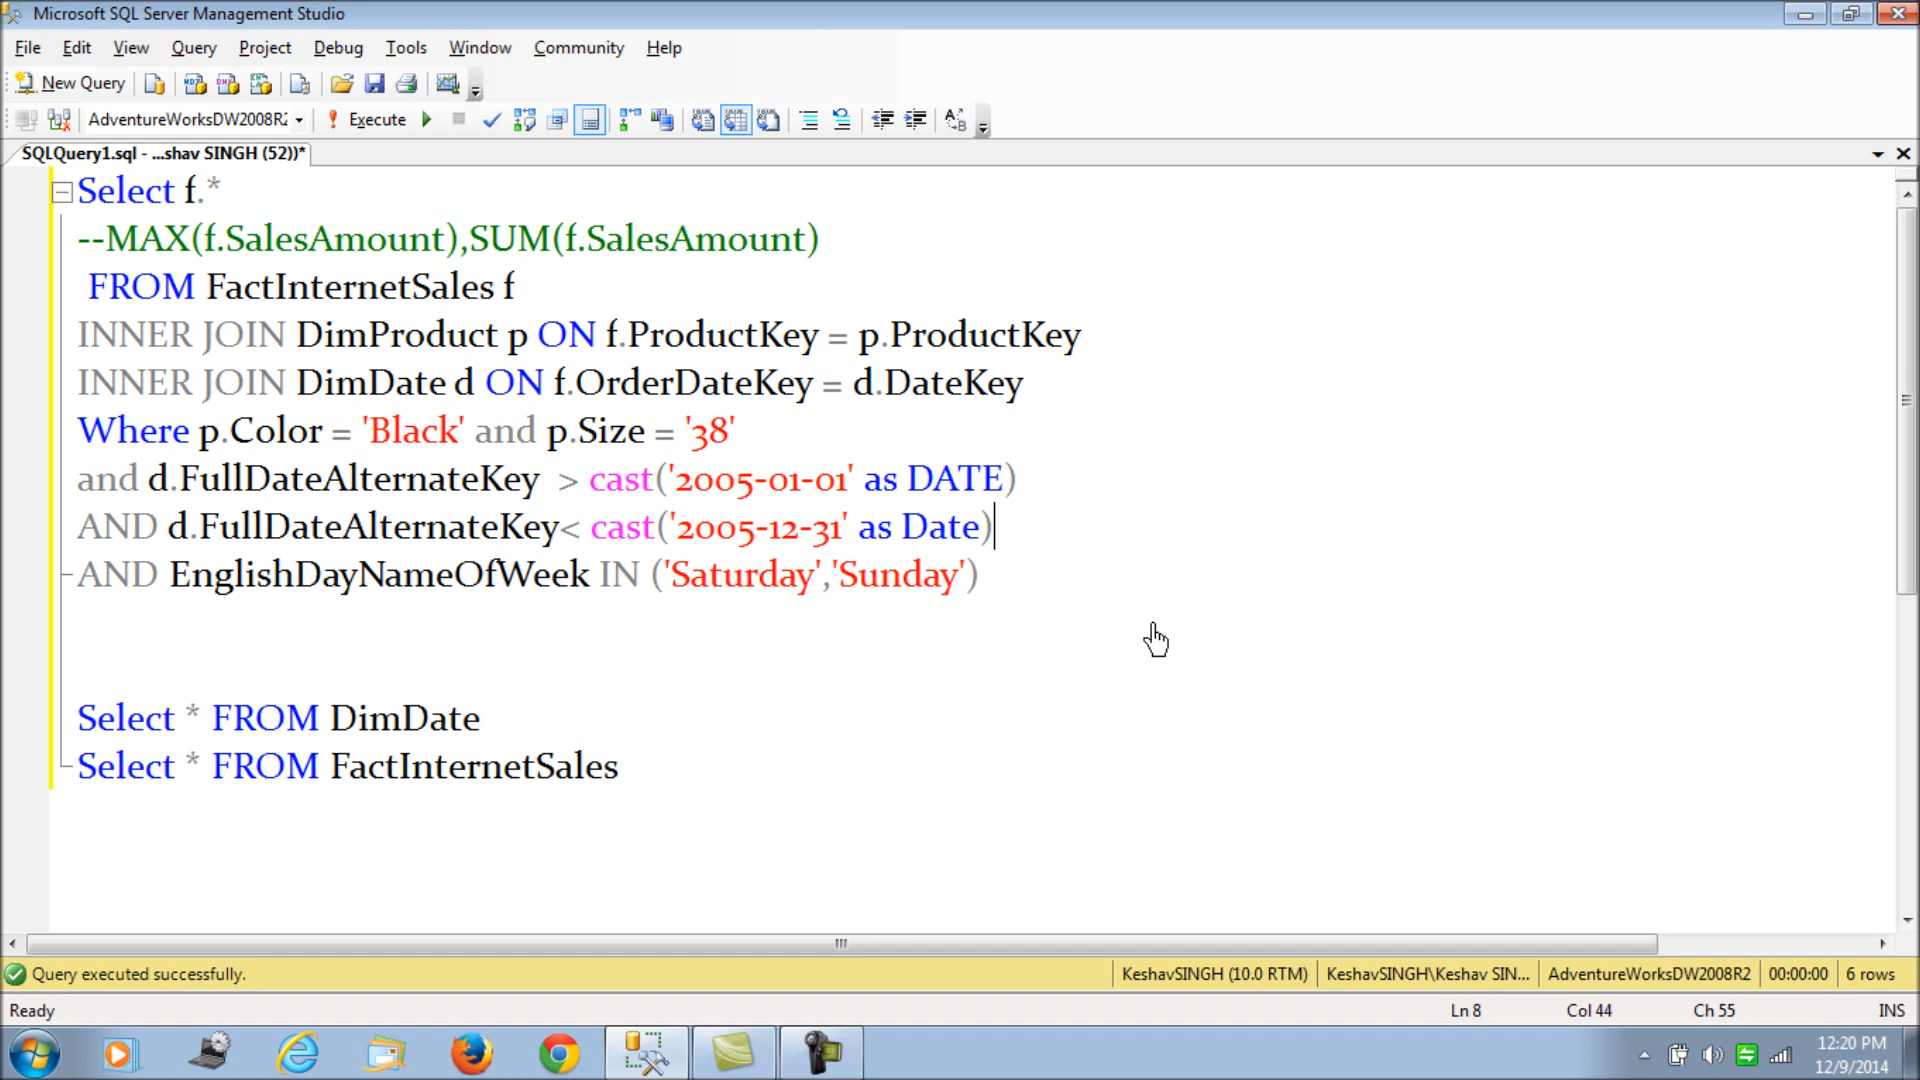 Microsoft SQL Server Management Studio
File Edit View Query Project Debug Tools Window Community Help
New Query
AdventureWorksDW2008R2 Execute
SQLQuery1.sql - ...shav SINGH (52))*
Select f.*
--MAX(f.SalesAmount),SUM(f.SalesAmount)
FROM FactInternetSales f
INNER JOIN DimProduct p ON f.ProductKey = p.ProductKey
INNER JOIN DimDate d ON f.OrderDateKey = d.DateKey
Where p.Color = 'Black' and p.Size = '38'
and d.FullDateAlternateKey > cast('2005-01-01' as DATE)
AND d.FullDateAlternateKey< cast('2005-12-31' as Date)
AND EnglishDayNameOfWeek IN ('Saturday','Sunday')
Select * FROM DimDate
Select * FROM FactInternetSales
Query executed successfully. KeshavSINGH (10.0 RTM) KeshavSINGH\Keshav SIN... AdventureWorksDW2008R2 00:00:00 6 rows
Ready Ln 8 Col 44 Ch 55 INS
12:20 PM
12/9/2014